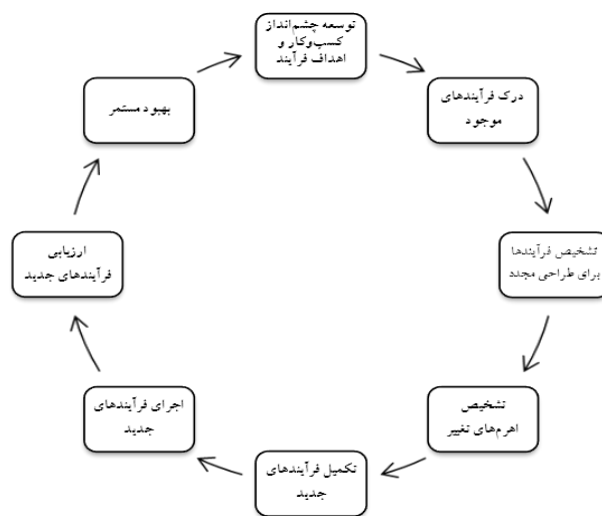 توسعه چشم‌انداز
کسب‌وکار و
اهداف فرآیند
درک فرآیندهای
موجود
تشخیص فرآیندها
برای طراحی مجدد
تشخیص
اهرم‌های تغییر
تکمیل فرآیندهای
جدید
اجرای فرآیندهای
جدید
ارزیابی
فرآیندهای جدید
بهبود مستمر